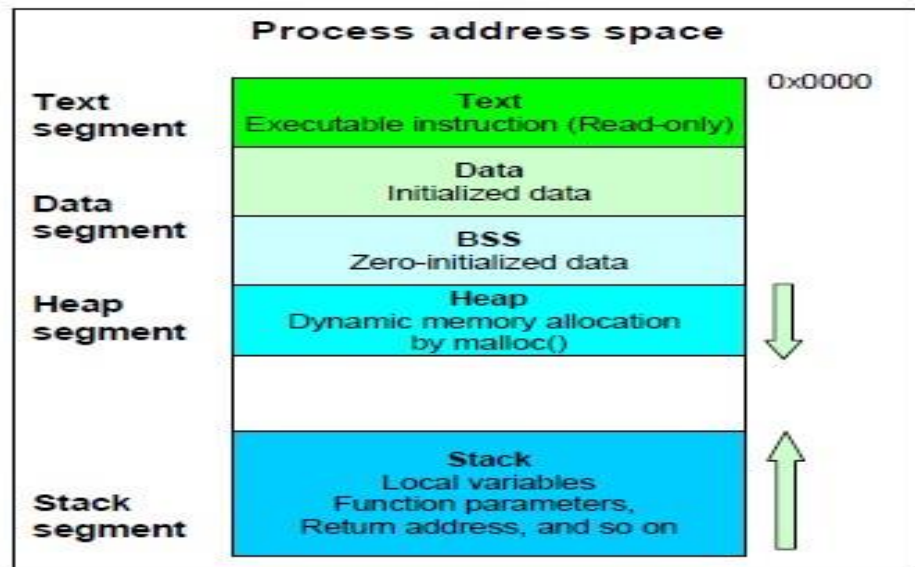 Process address space
0x0000
Text
segment
Text
Executable instruction (Read-only)
Data
segment
Data
Initialized data
BSS
Zero-initialized data
Heap
segment
Heap
Dynamic memory allocation
by malloc()
Stack
segment
Stack
Local variables
Function parameters,
Return address, and so on